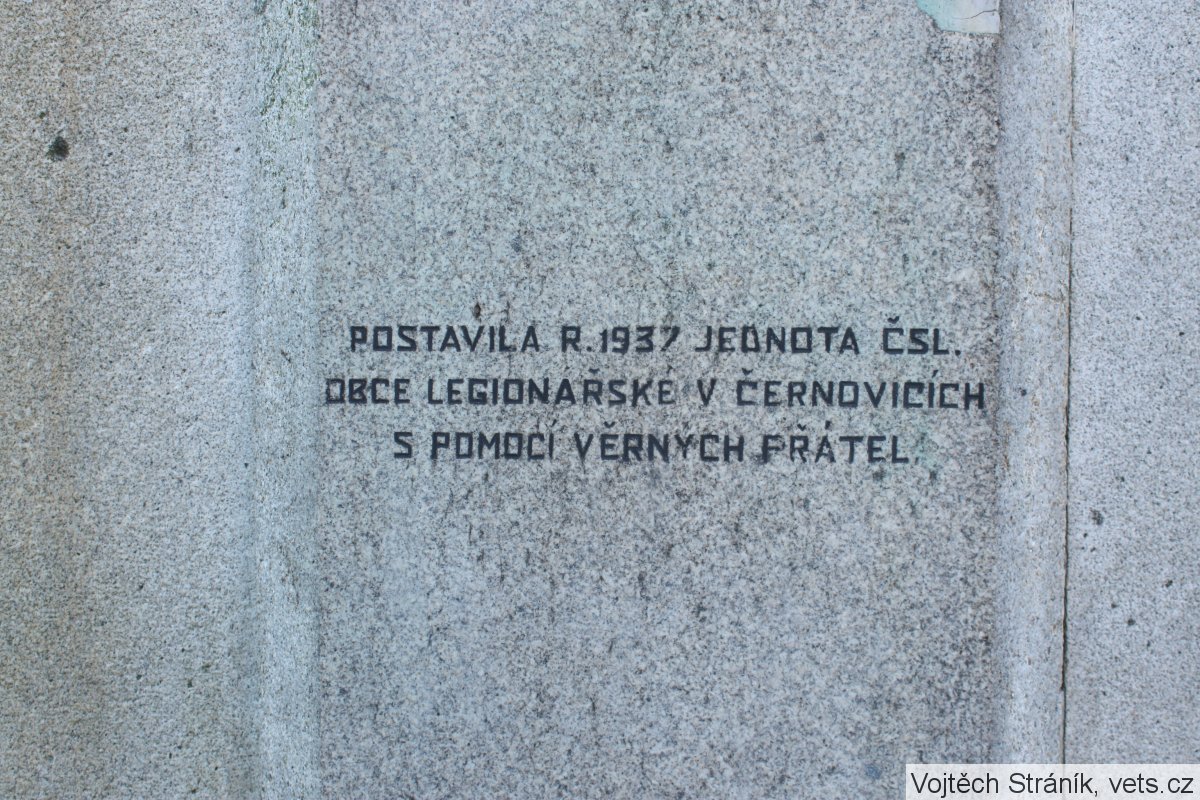 POSTAVILA R. 1937 JEDNOTA ČSL.
OBCE LEGIONÁŘSKÉ V ČERNOVICÍCH
S POMOCÍ VĚRNÝCH PŘÁTEL
Vojtěch Stráník, vets.cz